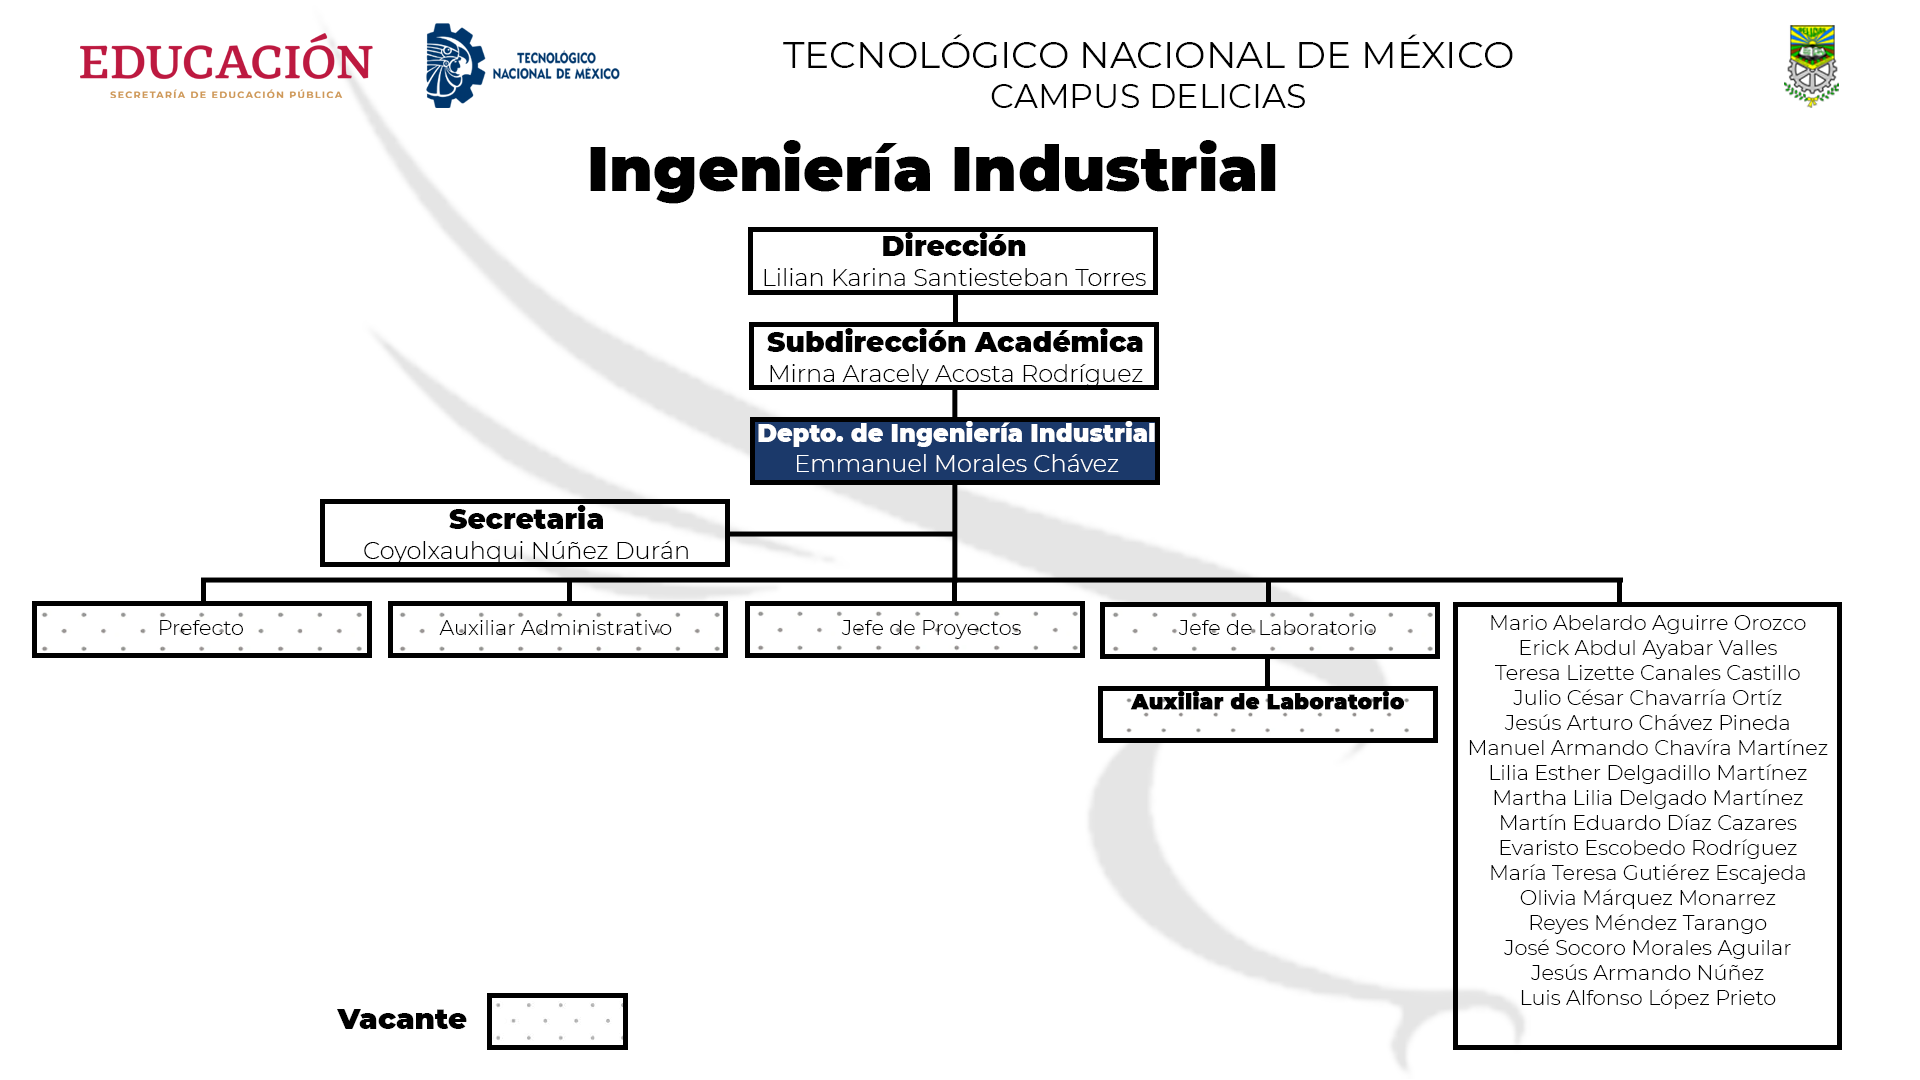 EDUCACIÓN
SECRETARÍA DE EDUCACIÓN PÚBLICA
TECNOLÓGICO
NACIONAL DE MÉXICO
TECNOLÓGICO NACIONAL DE MÉXICO
CAMPUS DELICIAS
Ingeniería Industrial
Dirección
Lilian Karina Santiesteban Torres
Subdirección Académica
Mirna Aracely Acosta Rodríguez
Depto. de Ingeniería Industrial
Emmanuel Morales Chávez
Secretaria
Coyolxauhqui Núñez Durán
Prefecto
Auxiliar Administrativo
Jefe de Proyectos
Jefe de Laboratorio
Auxiliar de Laboratorio
Mario Abelardo Aguirre Orozco
Erick Abdul Ayabar Valles
Teresa Lizette Canales Castillo
Julio César Chavarría Ortíz
Jesús Arturo Chávez Pineda
Manuel Armando Chavíra Martínez
Lilia Esther Delgadillo Martínez
Martha Lilia Delgado Martínez
Martín Eduardo Díaz Cazares
Evaristo Escobedo Rodríguez
María Teresa Gutiérez Escajeda
Olivia Márquez Monarrez
Reyes Méndez Tarango
José Socoro Morales Aguilar
Jesús Armando Núñez
Luis Alfonso López Prieto
Vacante